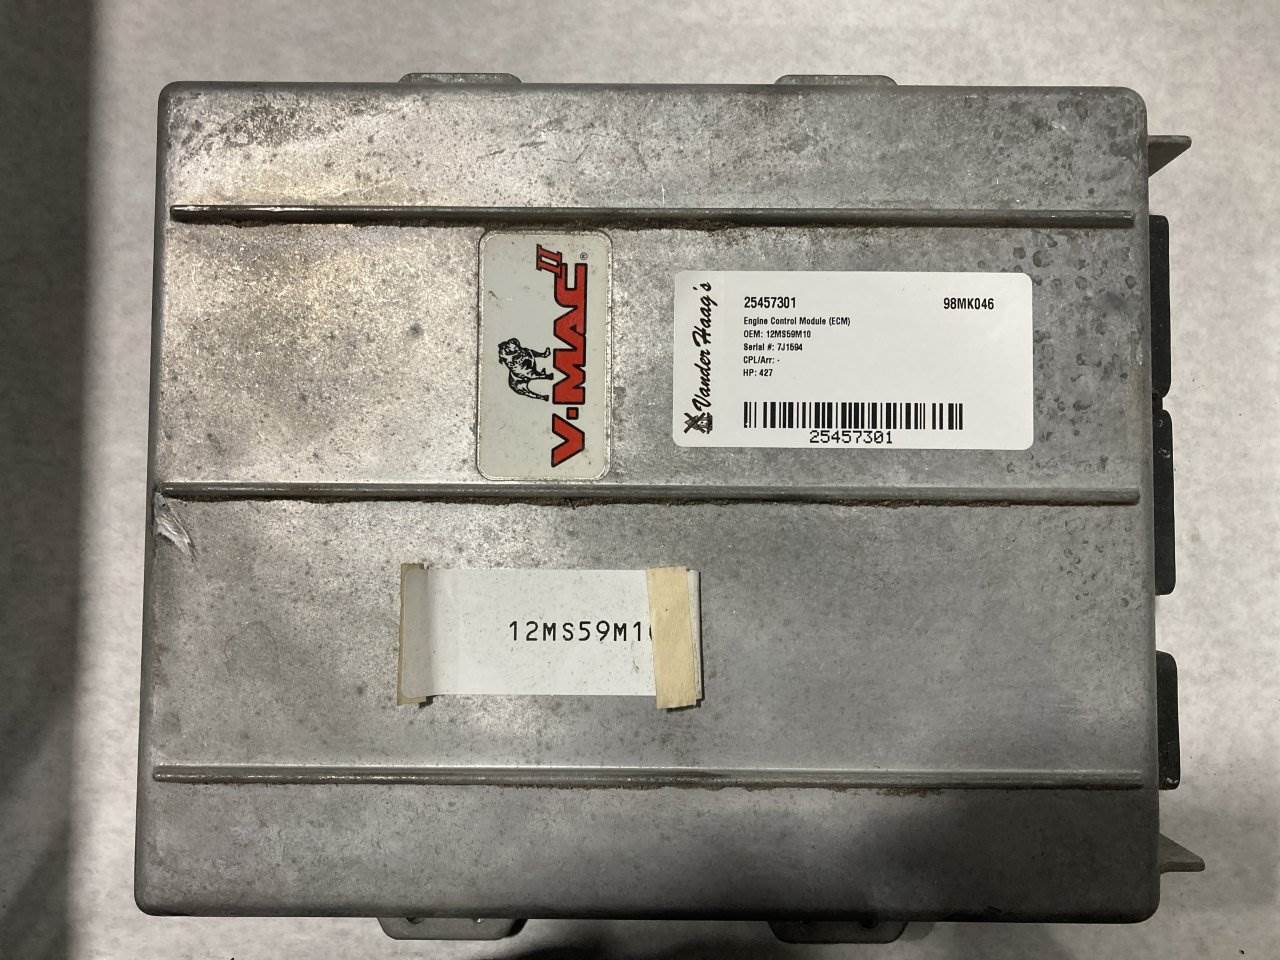 V·MAC II®
Vander Haag's
25457301 98MK046
Engine Control Module (ECM)
OEM: 12MS59M10
Serial #: 7J1594
CPL/Arr: -
HP: 427
25457301
12MS59M10